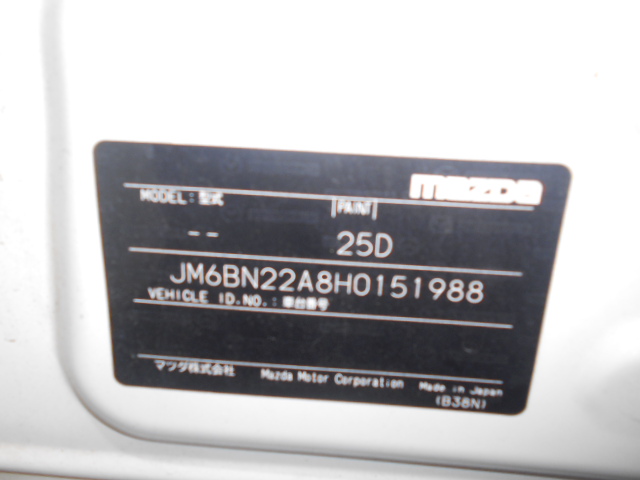 mazda
MODEL : 型式
PAINT
-- 25D
JM6BN22A8H0151988
VEHICLE ID.NO. : 車台番号
マツダ株式会社 Mazda Motor Corporation Made in Japan
(B38N)